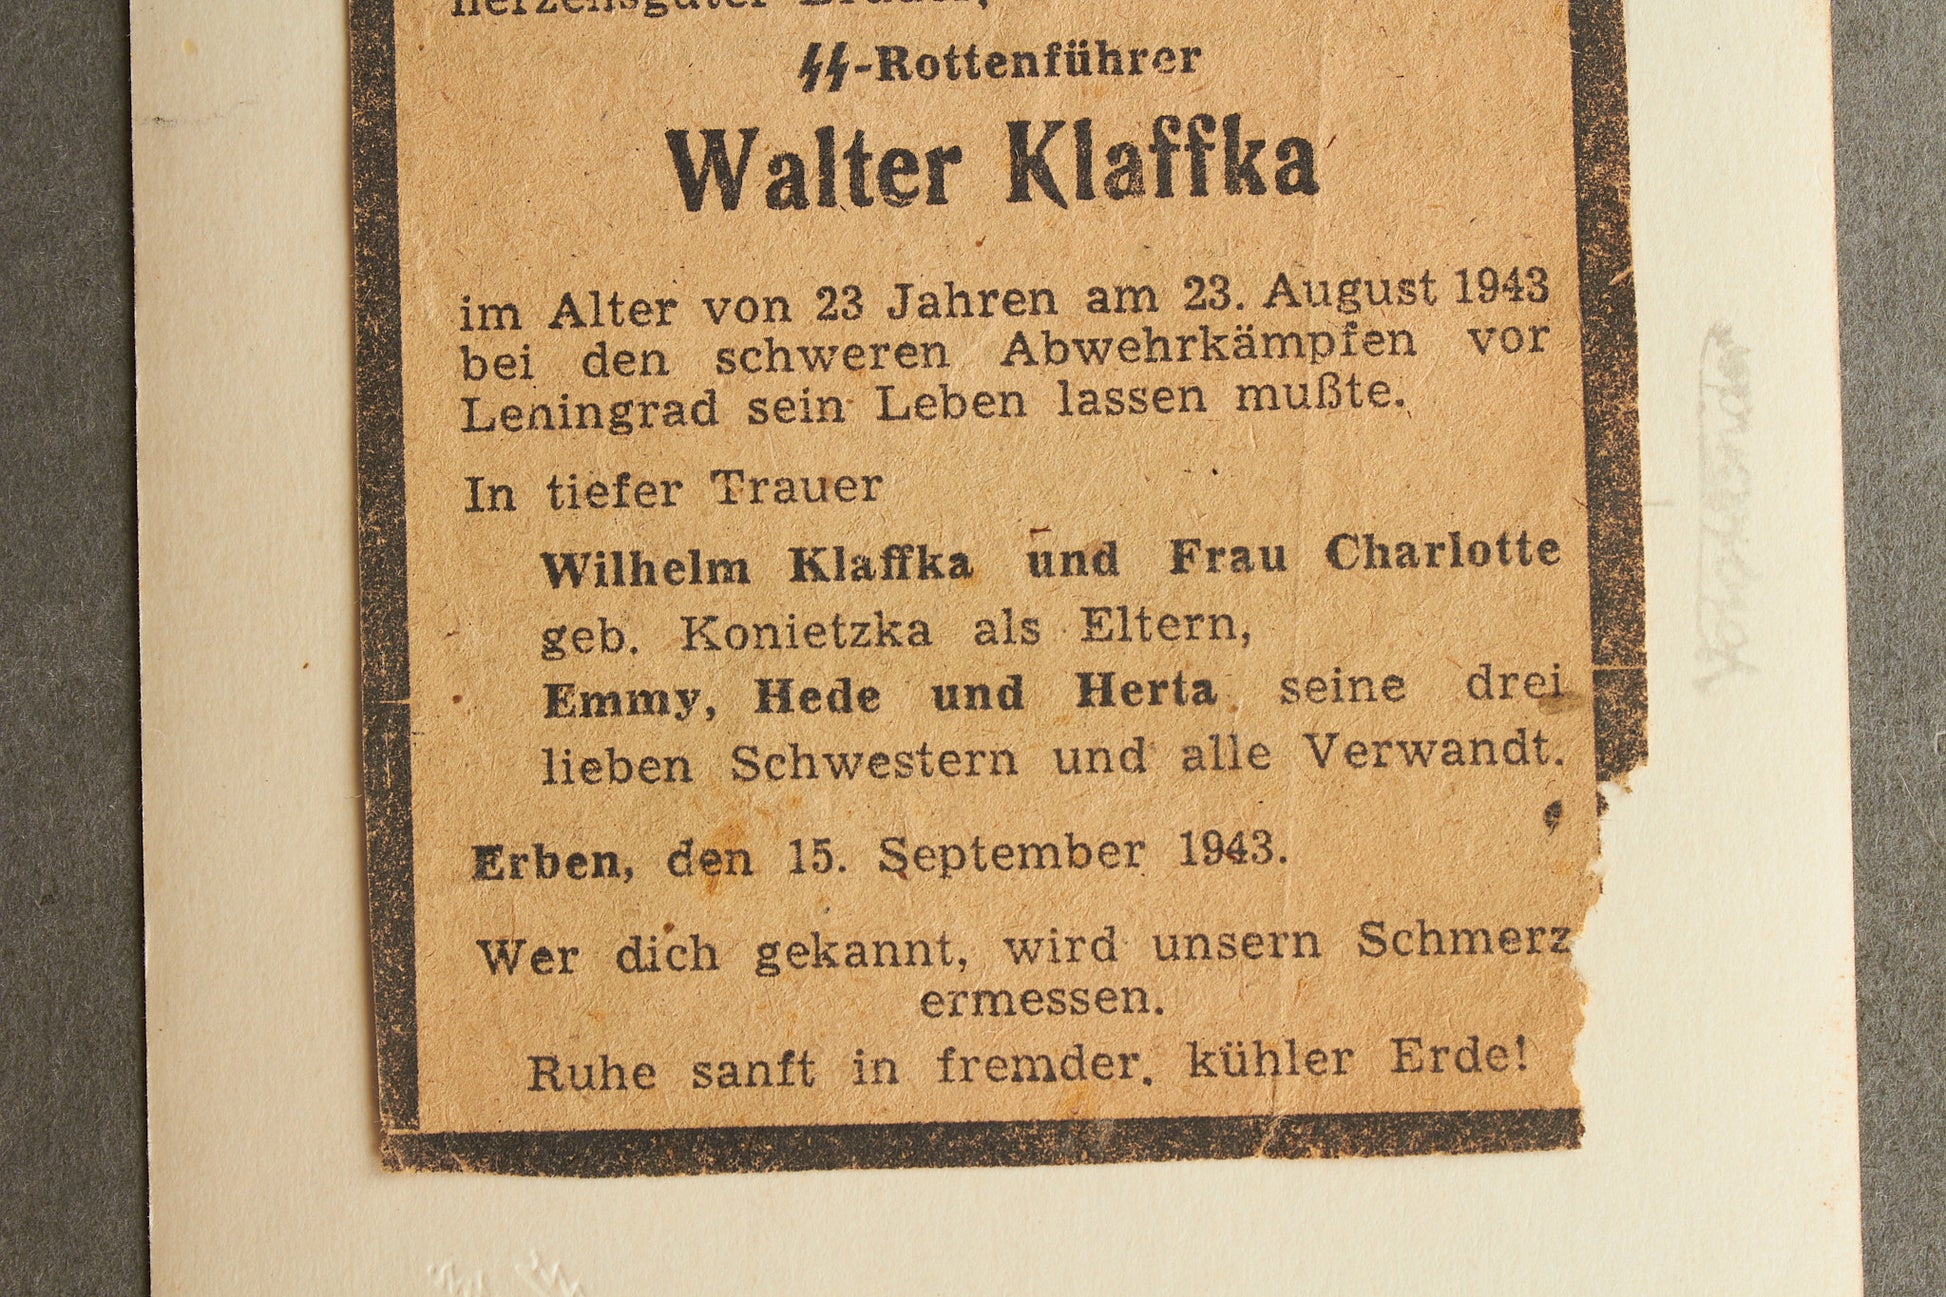 herzensguter Bruder,
ᛋᛋ-Rottenführer
Walter Klaffka
im Alter von 23 Jahren am 23. August 1943
bei den schweren Abwehrkämpfen vor
Leningrad sein Leben lassen mußte.
In tiefer Trauer
Wilhelm Klaffka und Frau Charlotte
geb. Konietzka als Eltern,
Emmy, Hede und Herta seine drei
lieben Schwestern und alle Verwandt.
Erben, den 15. September 1943.
Wer dich gekannt, wird unsern Schmerz
ermessen.
Ruhe sanft in fremder, kühler Erde!